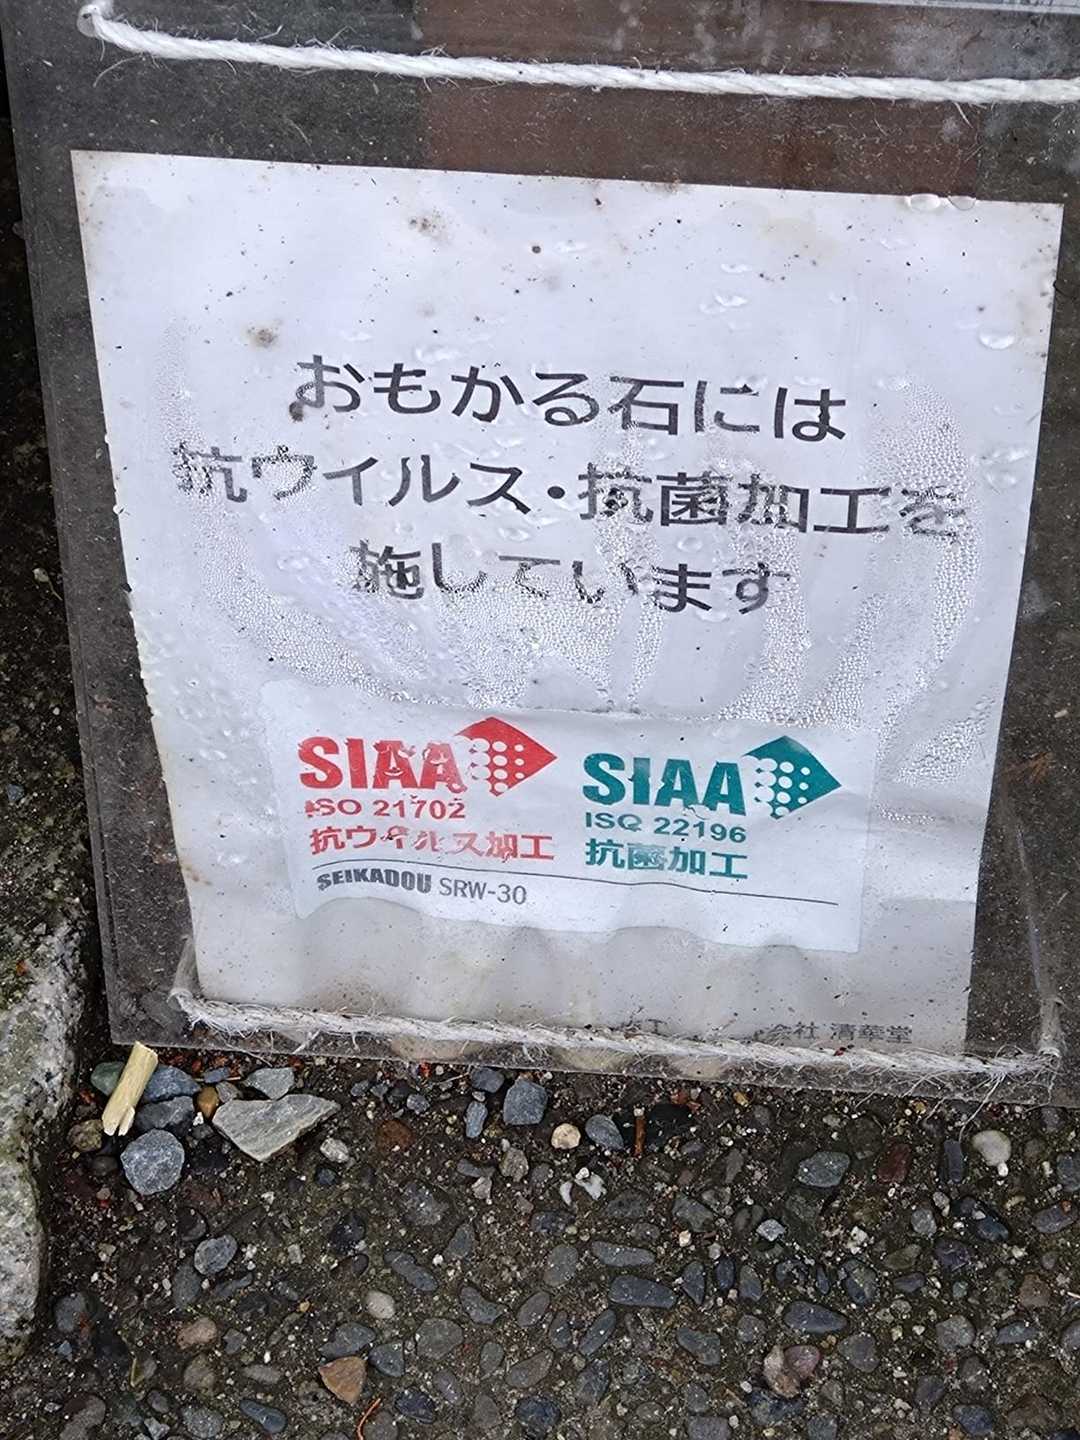 おもかる石には
抗ウイルス・抗菌加工を
施しています
SIAA
ISO 21702
抗ウイルス加工
SIAA
ISO 22196
抗菌加工
SEIKADOU SRW-30
会社 清華堂